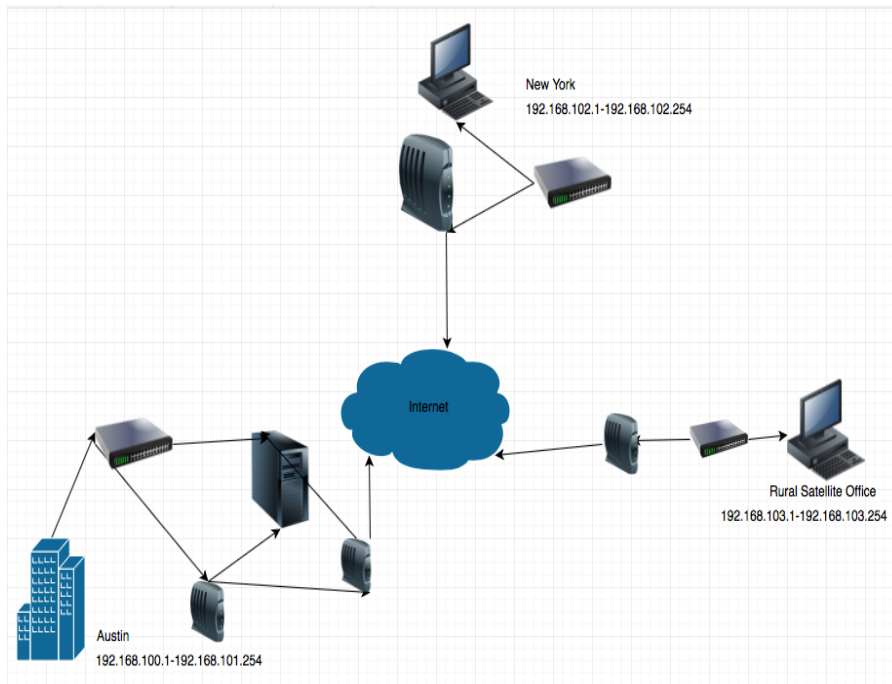 New York
192.168.102.1-192.168.102.254
Internet
Rural Satellite Office
192.168.103.1-192.168.103.254
Austin
192.168.100.1-192.168.101.254